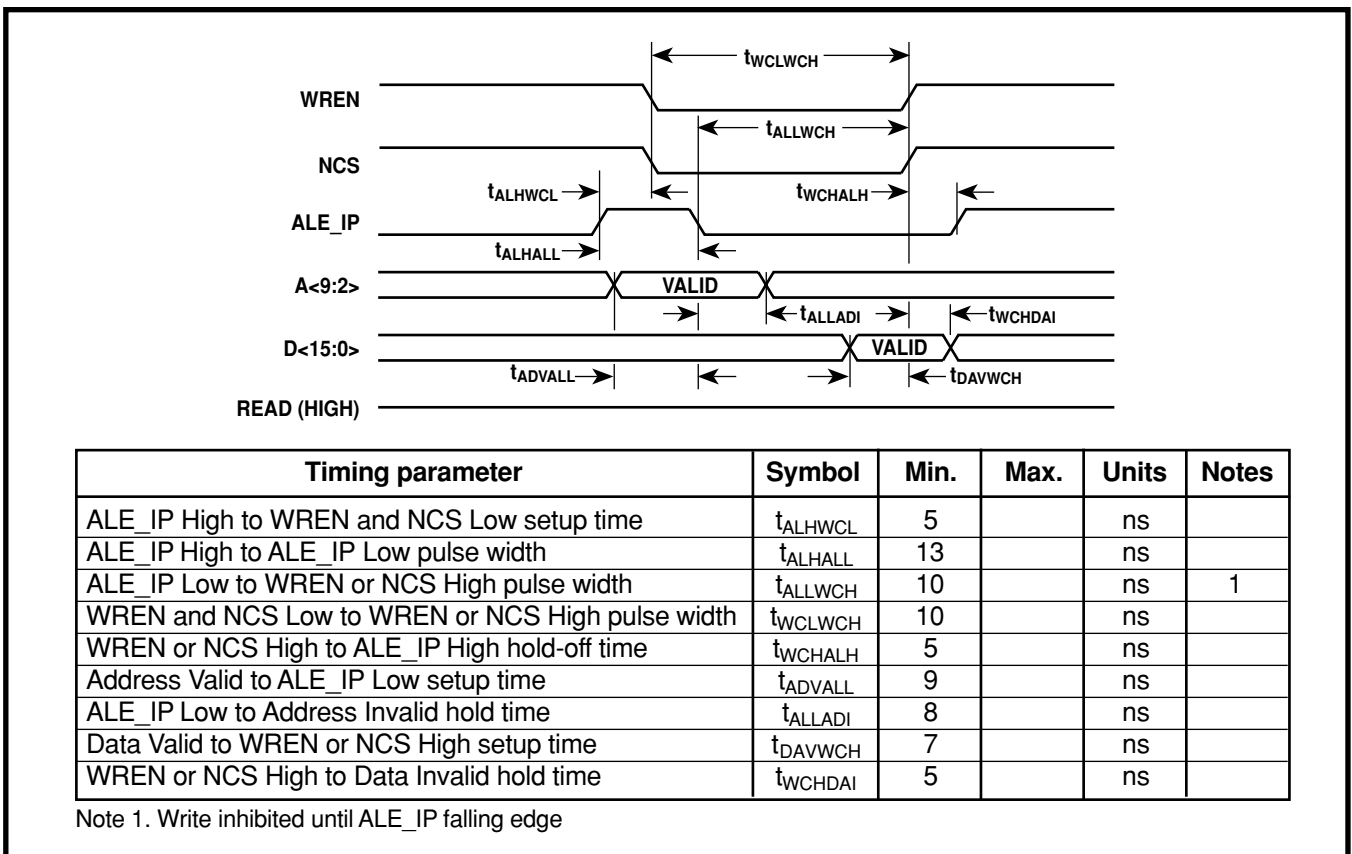 tWCLWCH
WREN
tALLWCH
NCS
tALHWCL
tWCHALH
ALE_IP
tALHALL
A<9:2>
VALID
tALLADI
tWCHDAI
D<15:0>
VALID
tADVALL
tDAVWCH
READ (HIGH)
Timing parameter Symbol Min. Max. Units Notes
ALE_IP High to WREN and NCS Low setup time tALHWCL 5 ns
ALE_IP High to ALE_IP Low pulse width tALHALL 13 ns
ALE_IP Low to WREN or NCS High pulse width tALLWCH 10 ns 1
WREN and NCS Low to WREN or NCS High pulse width tWCLWCH 10 ns
WREN or NCS High to ALE_IP High hold-off time tWCHALH 5 ns
Address Valid to ALE_IP Low setup time tADVALL 9 ns
ALE_IP Low to Address Invalid hold time tALLADI 8 ns
Data Valid to WREN or NCS High setup time tDAVWCH 7 ns
WREN or NCS High to Data Invalid hold time tWCHDAI 5 ns
Note 1. Write inhibited until ALE_IP falling edge